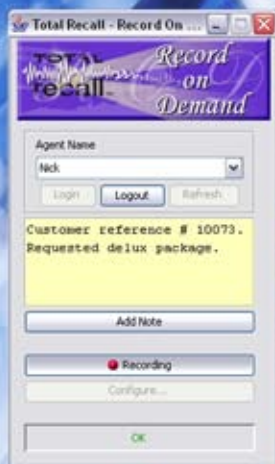 Total Recall - Record On ...
TOTAL
recall
Record
on
Demand
Agent Name
Nick
Login
Logout
Refresh
Customer reference # 10073.
Requested delux package.
Add Note
Recording
Configure...
OK